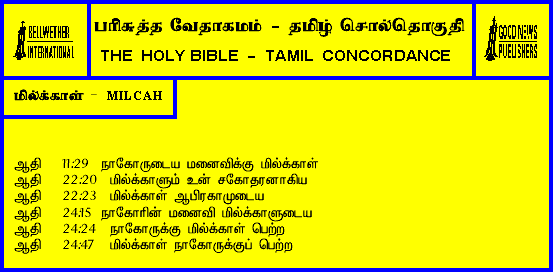 BELLWETHER
INTERNATIONAL
பரிசுத்த வேதாகமம் - தமிழ் சொல்தொகுதி
THE HOLY BIBLE - TAMIL CONCORDANCE
GOOD NEWS
PUBLISHERS
மில்க்காள் - MILCAH
ஆதி 11:29 நாகோருடைய மனைவிக்கு மில்க்காள்
ஆதி 22:20 மில்க்காளும் உன் சகோதரனாகிய
ஆதி 22:23 மில்க்காள் ஆபிரகாமுடைய
ஆதி 24:15 நாகோரின் மனைவி மில்க்காளுடைய
ஆதி 24:24 நாகோருக்கு மில்க்காள் பெற்ற
ஆதி 24:47 மில்க்காள் நாகோருக்குப் பெற்ற